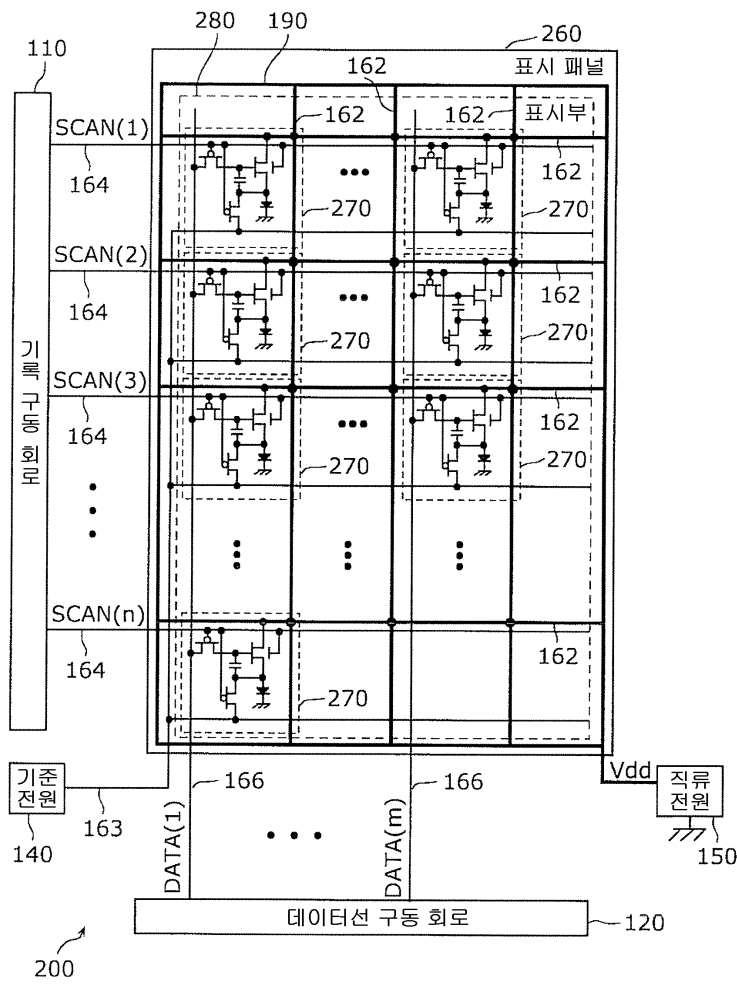 280
190
260
110
표시 패널
162
162
162
표시부
SCAN(1)
164
162
270
270
SCAN(2)
164
162
270
270
기록 구동 회로
SCAN(3)
164
162
270
270
SCAN(n)
164
162
270
기준
전원
140
163
166
166
Vdd
직류
전원
150
DATA(1)
DATA(m)
데이터선 구동 회로
120
200